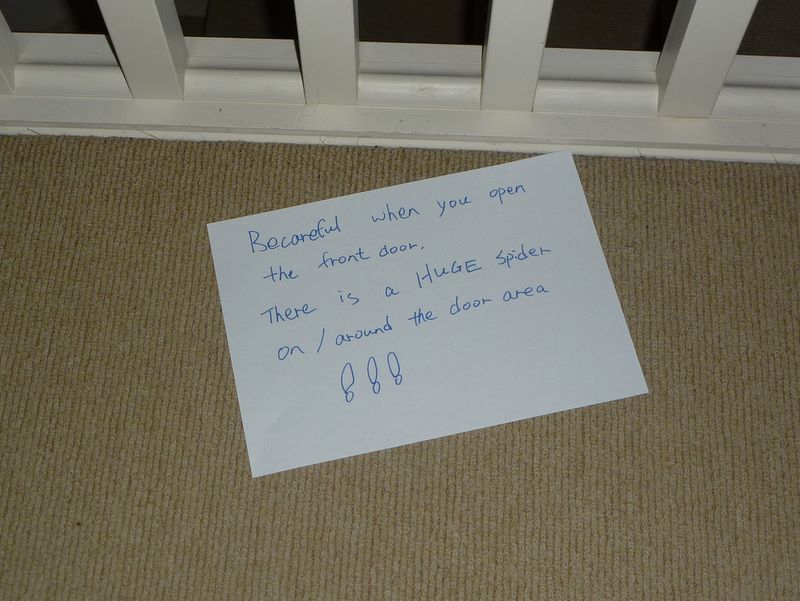 Becareful when you open
the front door.
There is a HUGE spider
on / around the door area
!!!